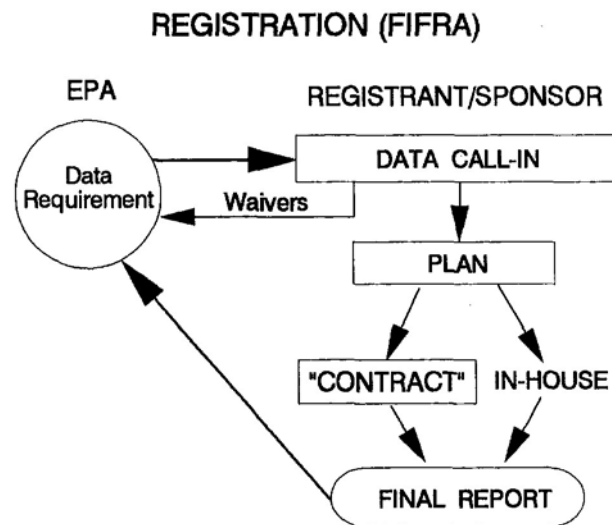 REGISTRATION (FIFRA)
EPA
REGISTRANT/SPONSOR
Data
Requirement
DATA CALL-IN
Waivers
PLAN
"CONTRACT"
IN-HOUSE
FINAL REPORT